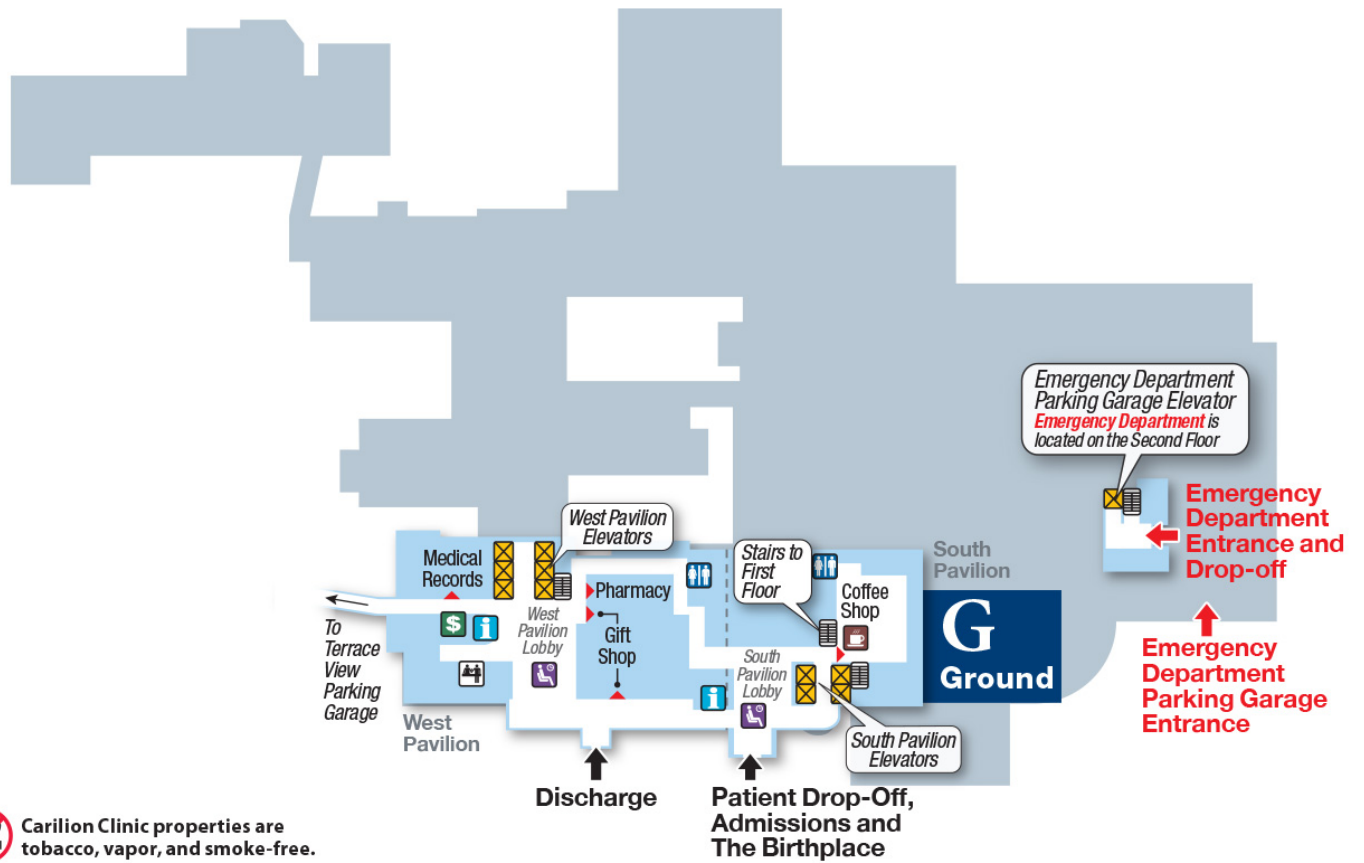 Emergency Department
Parking Garage Elevator
Emergency Department is
located on the Second Floor
Emergency
Department
Entrance and
Drop-off
West Pavilion
Elevators
Medical
Records
Stairs to
First
Floor
South
Pavilion
Pharmacy
Coffee
Shop
G
Ground
To
Terrace
View
Parking
Garage
$
i
West
Pavilion
Lobby
Gift
Shop
South
Pavilion
Lobby
i
Emergency
Department
Parking Garage
Entrance
West
Pavilion
South Pavilion
Elevators
Discharge
Patient Drop-Off,
Admissions and
The Birthplace
Carilion Clinic properties are
tobacco, vapor, and smoke-free.